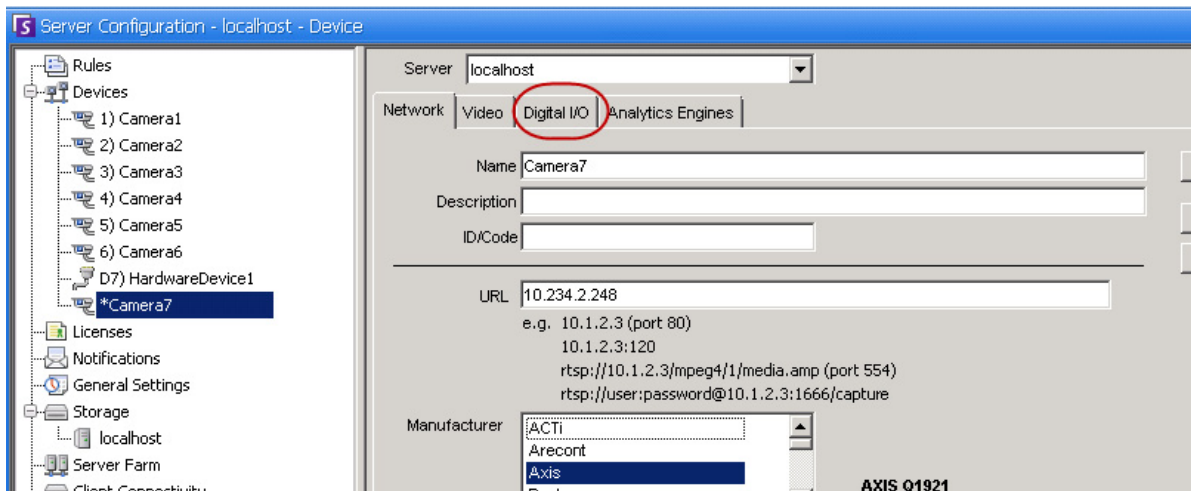 Server Configuration - localhost - Device
Rules
Devices
1) Camera1
2) Camera2
3) Camera3
4) Camera4
5) Camera5
6) Camera6
D7) HardwareDevice1
*Camera7
Licenses
Notifications
General Settings
Storage
localhost
Server Farm
Client Connectivity
Server localhost
Network Video Digital I/O Analytics Engines
Name Camera7
Description
ID/Code
URL 10.234.2.248
e.g. 10.1.2.3 (port 80)
10.1.2.3:120
rtsp://10.1.2.3/mpeg4/1/media.amp (port 554)
rtsp://user:password@10.1.2.3:1666/capture
Manufacturer ACTi
Arecont
Axis
AXIS Q1921